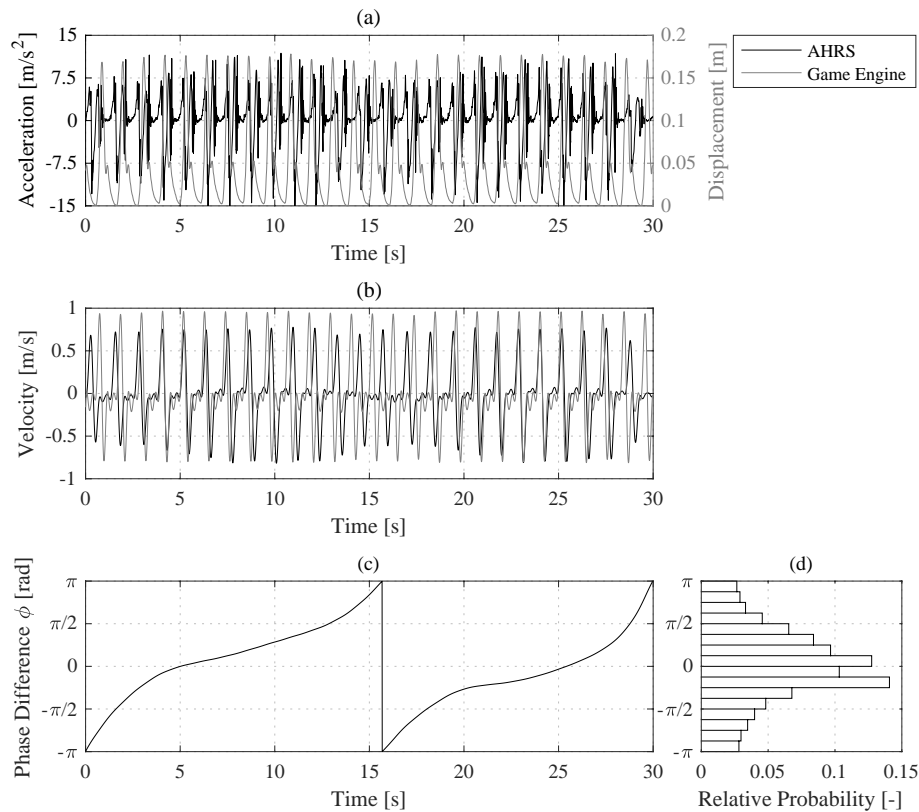 (a)
Acceleration [m/s²]
15
7.5
0
-7.5
-15
0 5 10 15 20 25 30
Time [s]
0.2
0.15
0.1
0.05
0
Displacement [m]
AHRS
Game Engine
(b)
Velocity [m/s]
1
0.5
0
-0.5
-1
0 5 10 15 20 25 30
Time [s]
(c)
Phase Difference ϕ [rad]
π
π/2
0
-π/2
-π
0 5 10 15 20 25 30
Time [s]
(d)
π
π/2
0
-π/2
-π
0 0.05 0.1 0.15
Relative Probability [-]